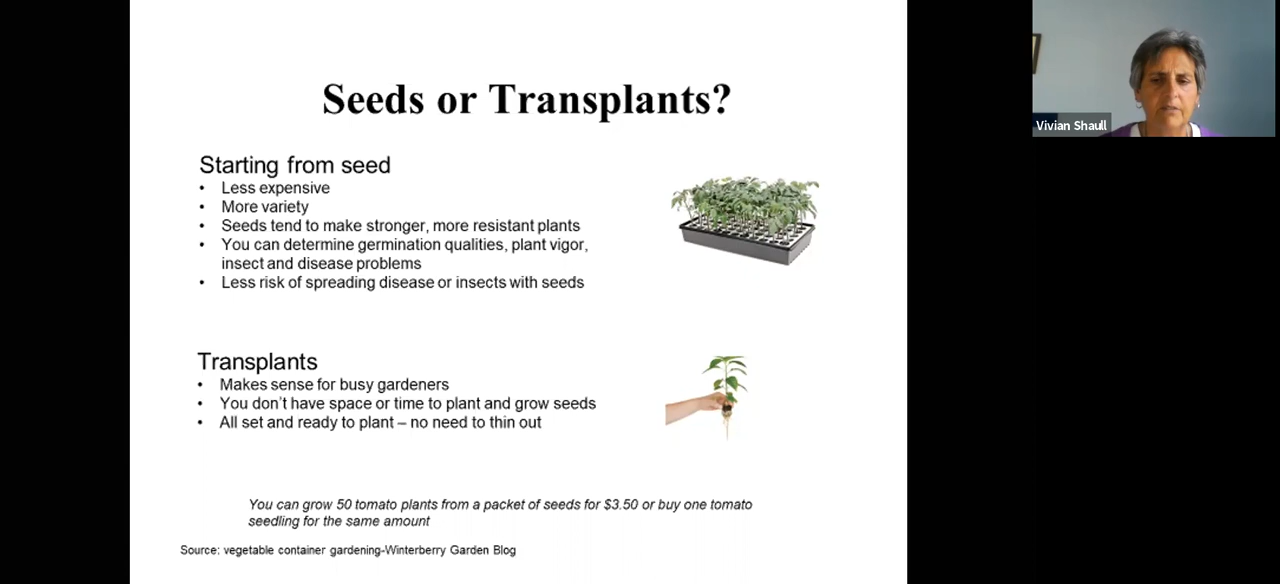 Seeds or Transplants?
Starting from seed
• Less expensive
• More variety
• Seeds tend to make stronger, more resistant plants
• You can determine germination qualities, plant vigor,
insect and disease problems
• Less risk of spreading disease or insects with seeds
Transplants
• Makes sense for busy gardeners
• You don’t have space or time to plant and grow seeds
• All set and ready to plant – no need to thin out
You can grow 50 tomato plants from a packet of seeds for $3.50 or buy one tomato
seedling for the same amount
Source: vegetable container gardening-Winterberry Garden Blog
Vivian Shaull